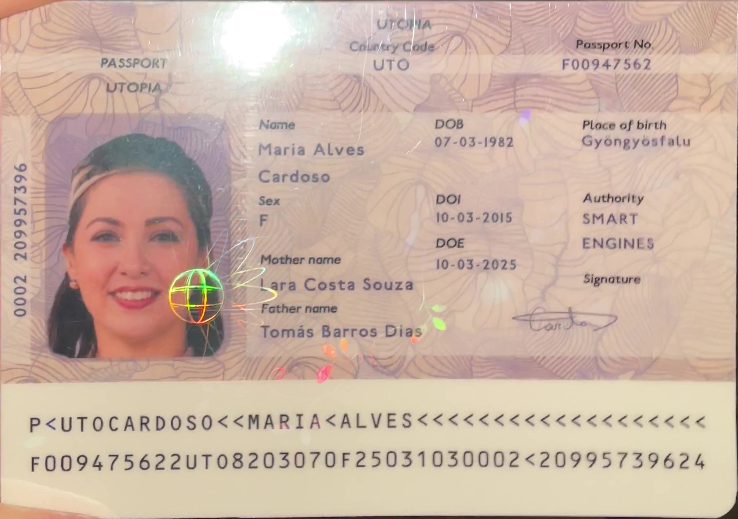 UTOPIA
Country Code
UTO
Passport No.
F00947562
PASSPORT
UTOPIA
0002 209957396
Name
Maria Alves
Cardoso
Sex
F
Mother name
Lara Costa Souza
Father name
Tomás Barros Dias
DOB
07-03-1982
DOI
10-03-2015
DOE
10-03-2025
Place of birth
Gyöngyösfalu
Authority
SMART
ENGINES
Signature
P<UTOCARDOSO<<MARIA<ALVES<<<<<<<<<<<<<<<<<<<
F009475622UTO8203070F25031030002<20995739624